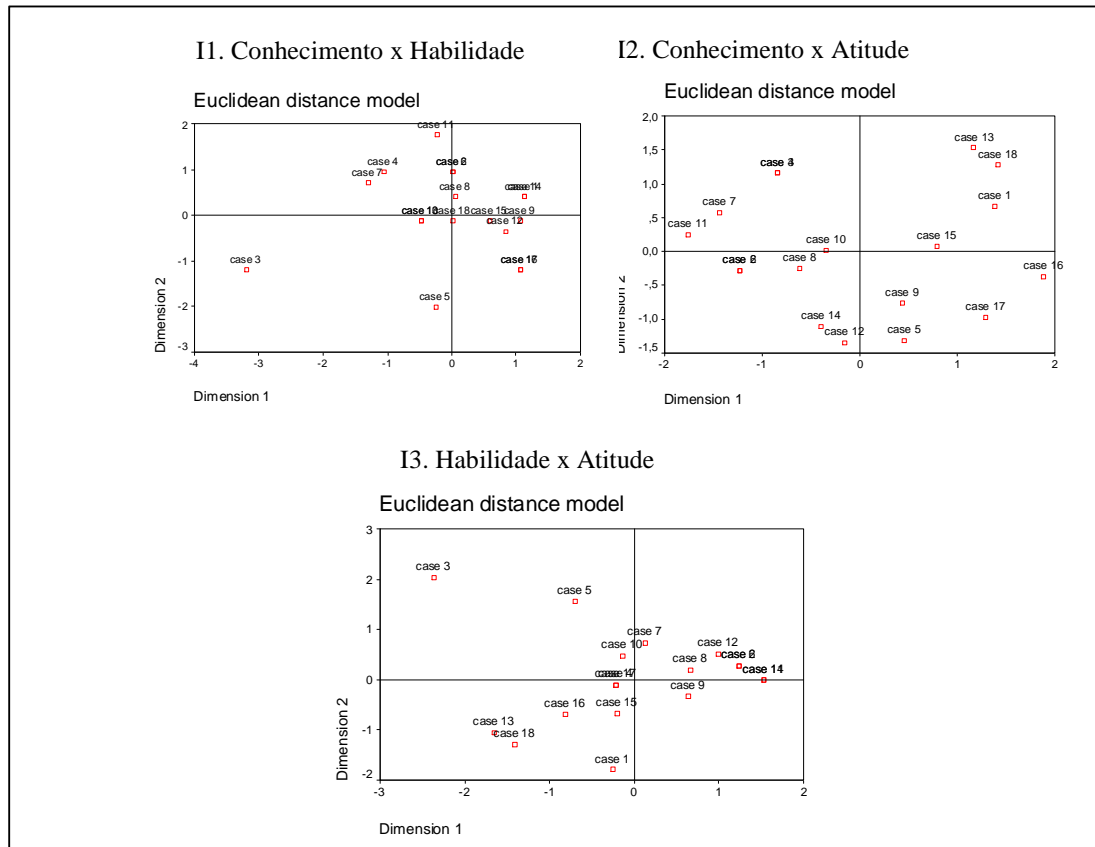 I1. Conhecimento x Habilidade
Euclidean distance model
2
1
0
-1
-2
-3
Dimension 2
case 11
case 4
case 7
case 8
case 18
case 15
case 9
case 12
case 3
case 5
-4
-3
-2
-1
0
1
2
Dimension 1
I2. Conhecimento x Atitude
Euclidean distance model
2,0
1,5
1,0
,5
0,0
-,5
-1,0
-1,5
Dimension 2
case 13
case 18
case 7
case 1
case 11
case 10
case 15
case 8
case 16
case 9
case 14
case 17
case 12
case 5
-2
-1
0
1
2
Dimension 1
I3. Habilidade x Atitude
Euclidean distance model
3
2
1
0
-1
-2
Dimension 2
case 3
case 5
case 7
case 10
case 12
case 8
case 9
case 16
case 15
case 13
case 18
case 1
-3
-2
-1
0
1
2
Dimension 1